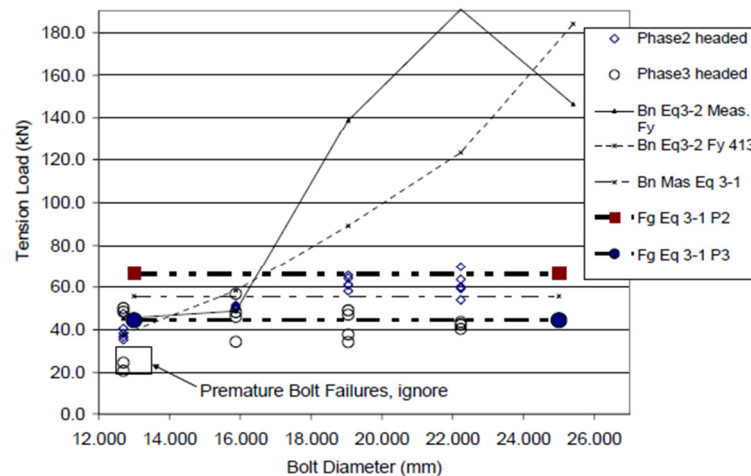 180.0
160.0
140.0
120.0
100.0
80.0
60.0
40.0
20.0
0.0
Tension Load (kN)
12.000 14.000 16.000 18.000 20.000 22.000 24.000 26.000
Bolt Diameter (mm)
Premature Bolt Failures, ignore
Phase2 headed
Phase3 headed
Bn Eq3-2 Meas.
Fy
Bn Eq3-2 Fy 413
Bn Mas Eq 3-1
Fg Eq 3-1 P2
Fg Eq 3-1 P3